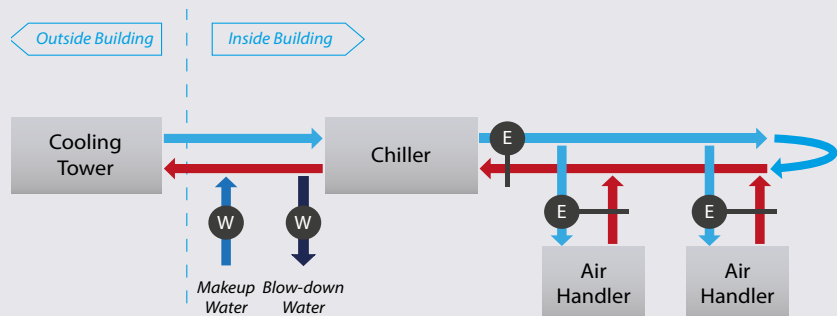 Outside Building
Inside Building
Cooling
Tower
Chiller
E
W
W
E
E
Makeup
Water
Blow-down
Water
Air
Handler
Air
Handler